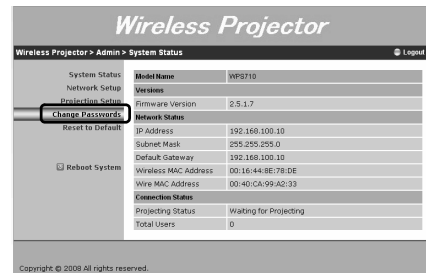 Wireless Projector
Wireless Projector > Admin > System Status
Logout
System Status
Network Setup
Projection Setup
Change Passwords
Reset to Default
Reboot System
Model Name WPS710
Versions
Firmware Version 2.5.1.7
Network Status
IP Address 192.168.100.10
Subnet Mask 255.255.255.0
Default Gateway 192.168.100.10
Wireless MAC Address 00:16:44:8E:78:DE
Wire MAC Address 00:40:CA:99:A2:33
Connection Status
Projecting Status Waiting for Projecting
Total Users 0
Copyright © 2008 All rights reserved.